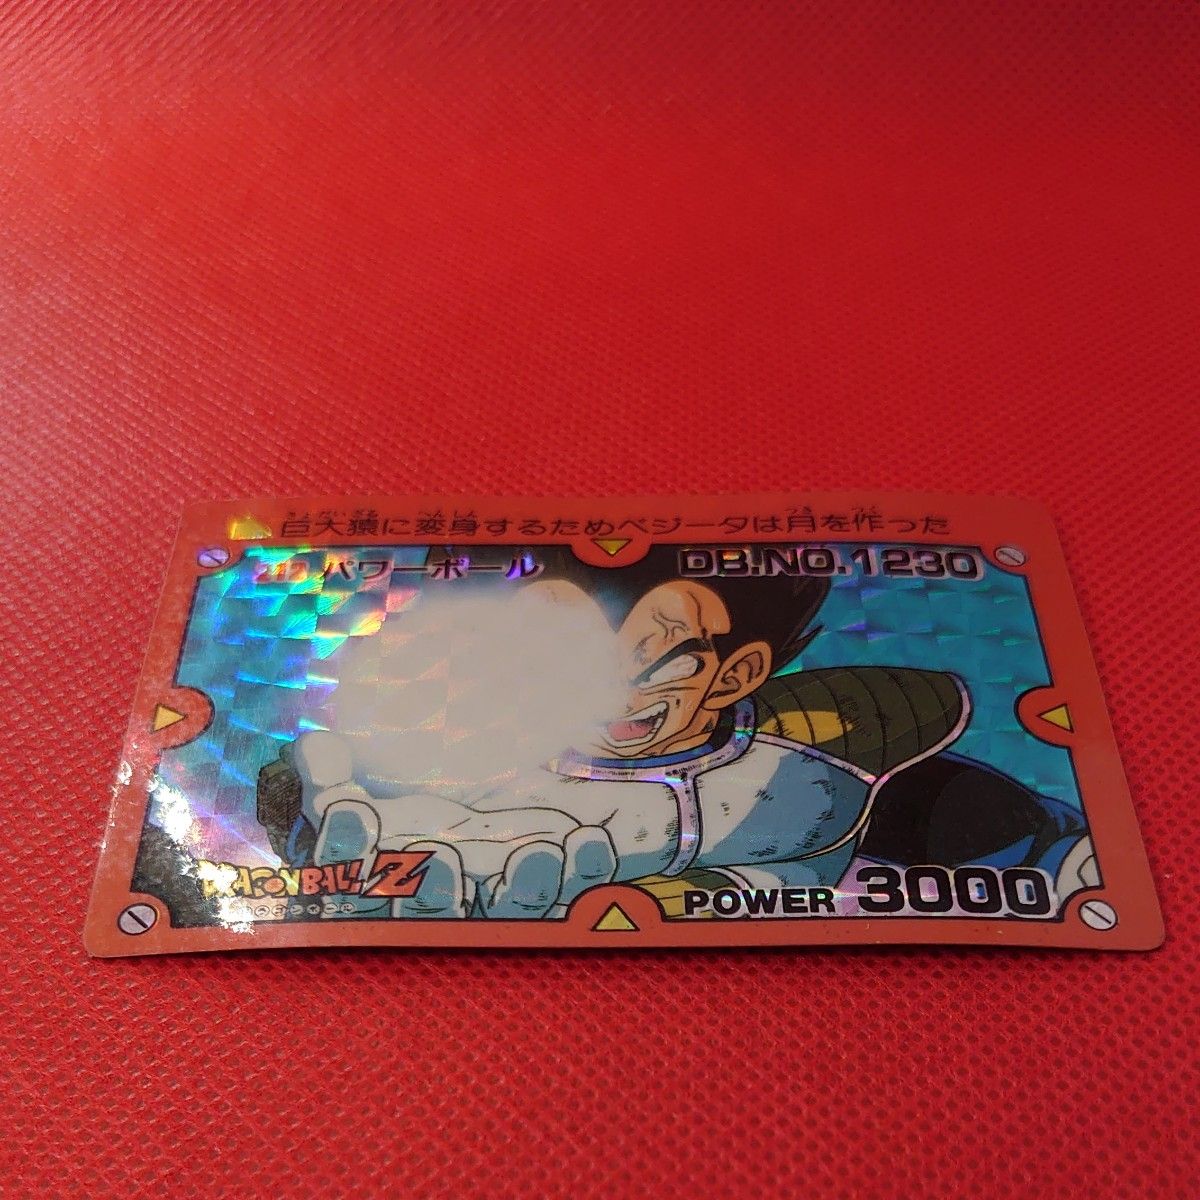 巨大猿に変身するためベジータは月を作った
パワーボール
DB.NO.1230
DRAGONBALL Z
POWER 3000